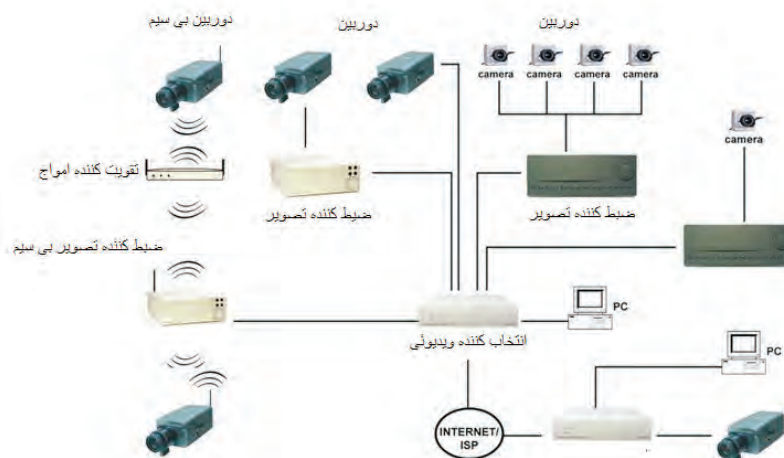 دوربین بی سیم
دوربین
دوربین
camera
camera
camera
camera
camera
تقویت کننده امواج
ضبط کننده تصویر
ضبط کننده تصویر
ضبط کننده تصویر بی سیم
PC
انتخاب کننده ویدیوئی
PC
INTERNET/
ISP